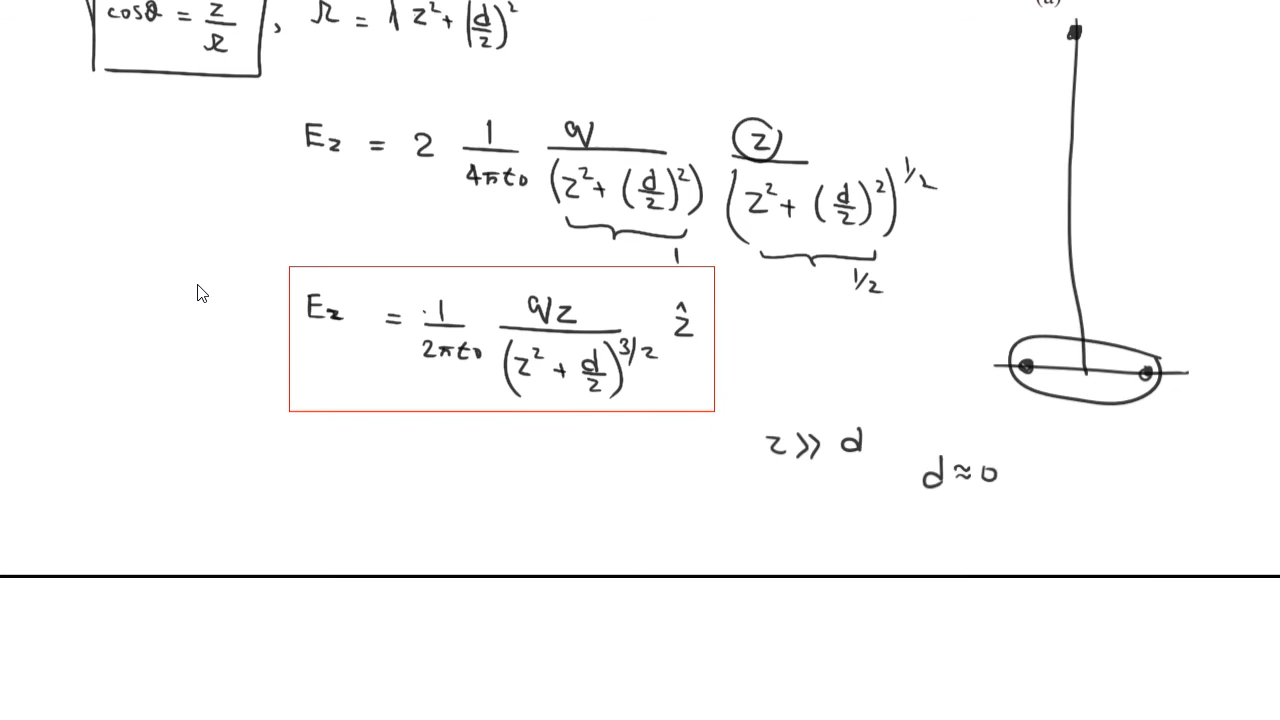 (a)
cosθ = z/r , r = √z² + (d/2)²
E_z = 2 1/4πε₀ q/(z² + (d/2)²) z/(z² + (d/2)²)^1/2
1
1/2
E_z = 1/2πε₀ qz/(z² + d/2)^3/2 ẑ
z >> d
d ≈ 0